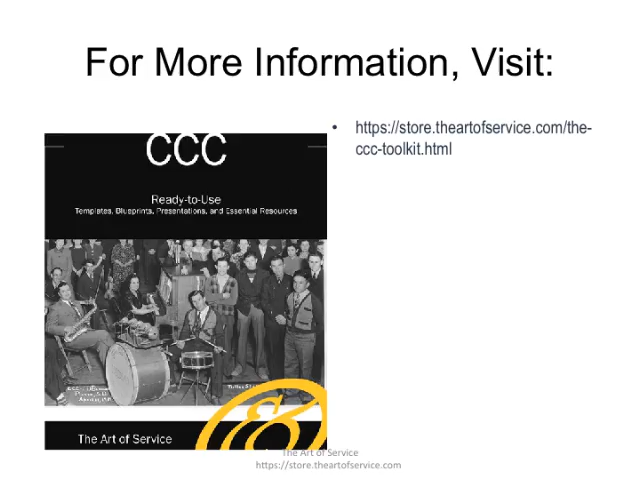 For More Information, Visit:
• https://store.theartofservice.com/the-
ccc-toolkit.html
CCC
Ready-to-Use
Templates, Blueprints, Presentations, and Essential Resources
The Art of Service
&
The Art of Service
https://store.theartofservice.com